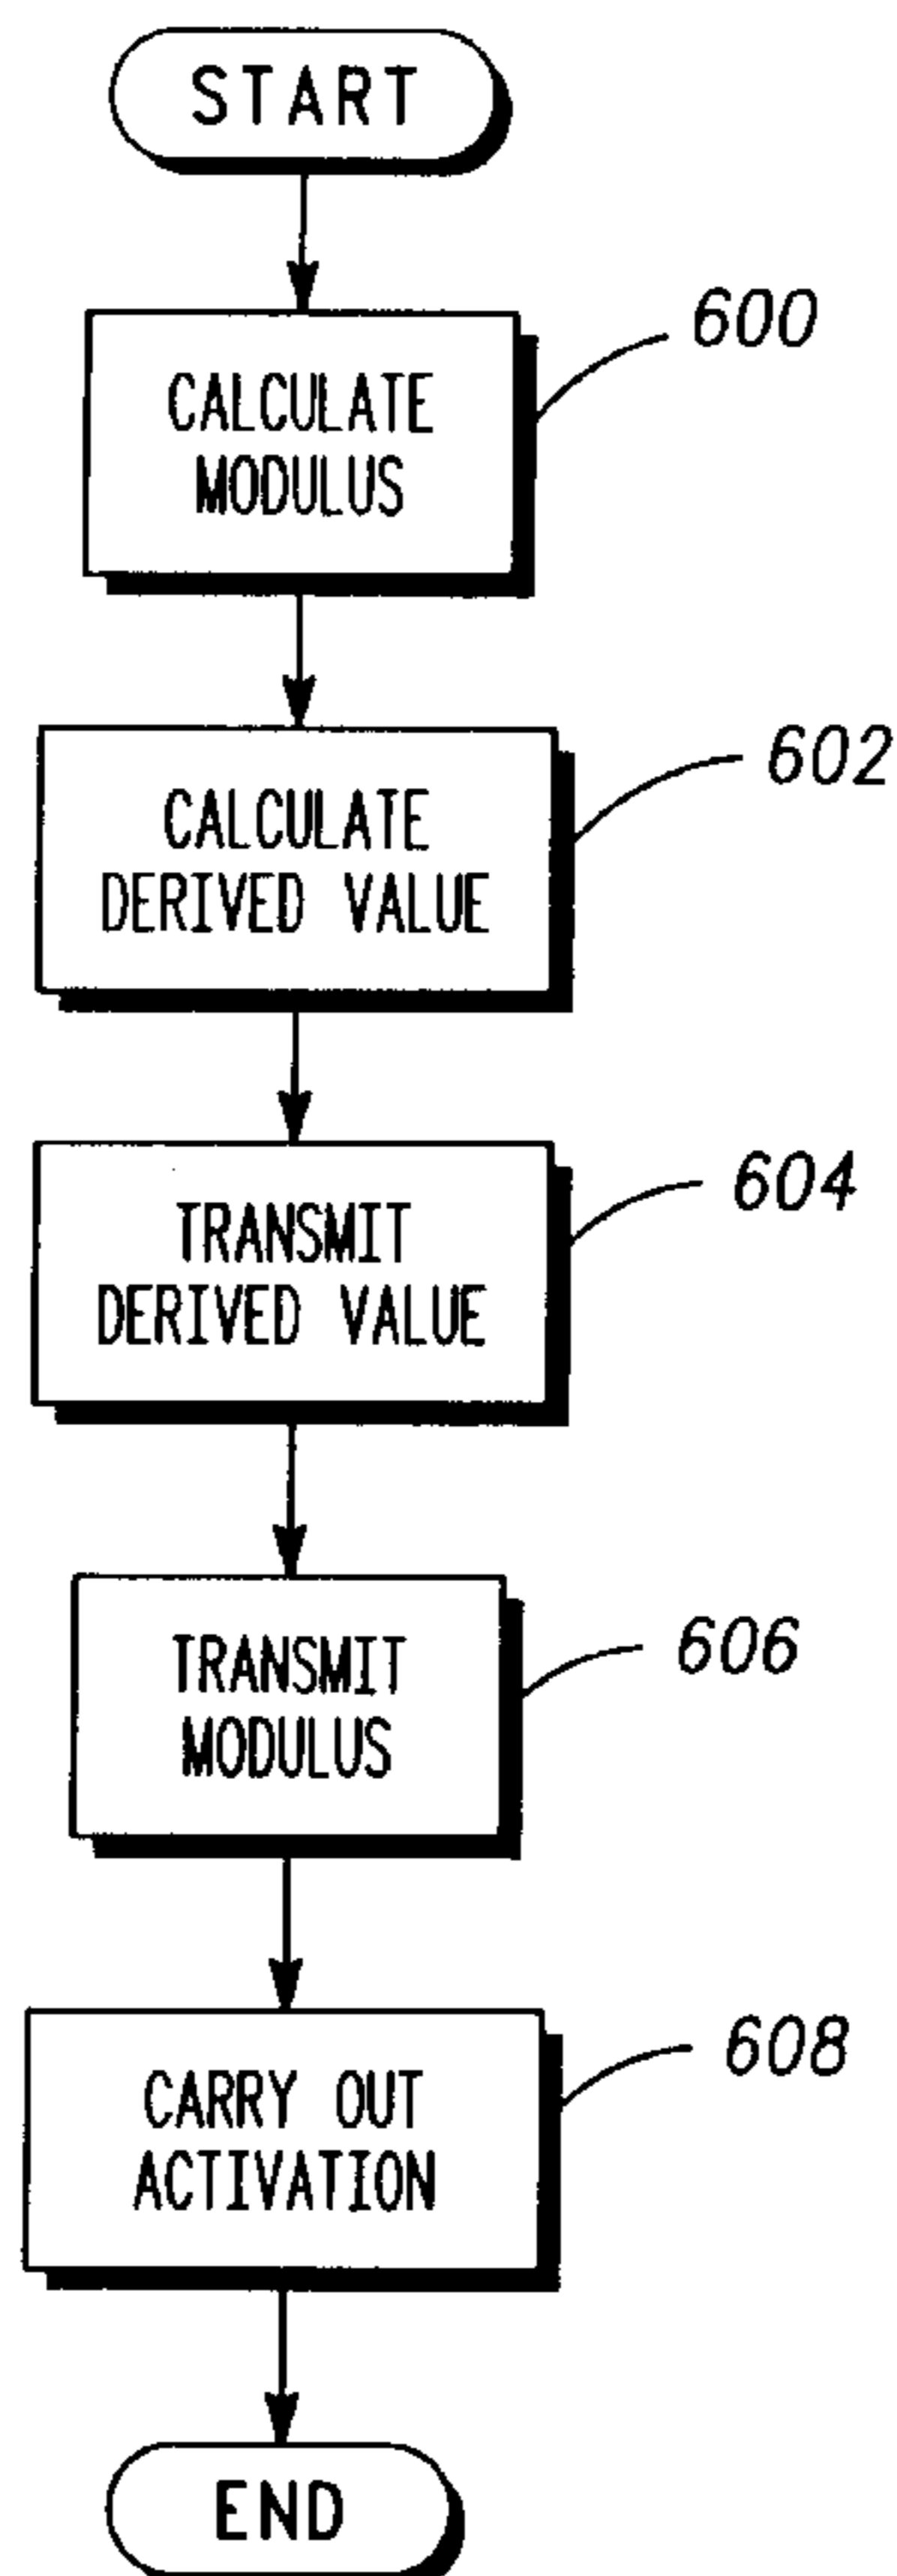 START
CALCULATE
MODULUS
600
CALCULATE
DERIVED VALUE
602
TRANSMIT
DERIVED VALUE
604
TRANSMIT
MODULUS
606
CARRY OUT
ACTIVATION
608
END